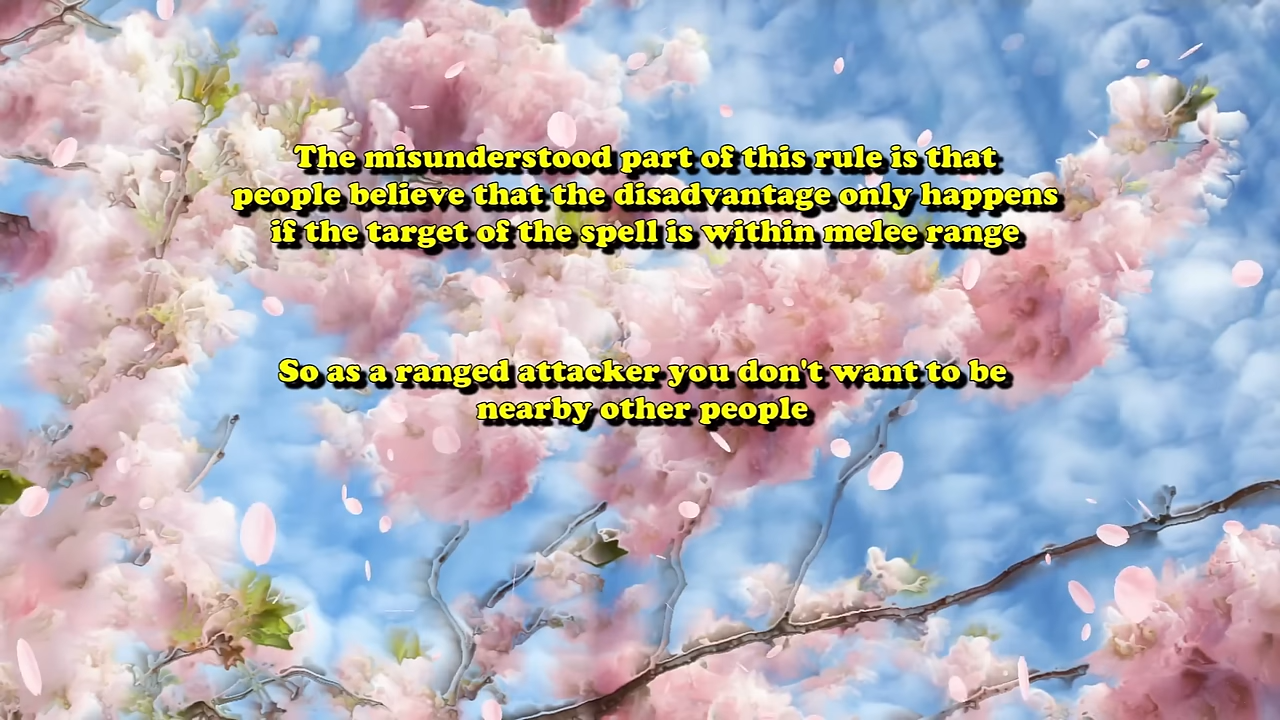 The misunderstood part of this rule is that
people believe that the disadvantage only happens
if the target of the spell is within melee range
So as a ranged attacker you don't want to be
nearby other people